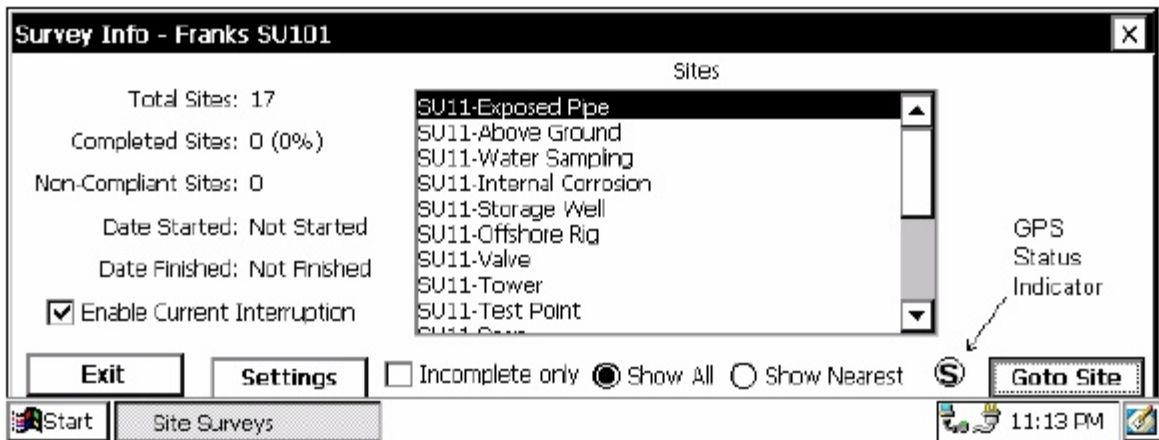 Survey Info - Franks SU101
Sites
Total Sites: 17
Completed Sites: 0 (0%)
Non-Compliant Sites: 0
Date Started: Not Started
Date Finished: Not Finished
Enable Current Interruption
SU11-Exposed Pipe
SU11-Above Ground
SU11-Water Sampling
SU11-Internal Corrosion
SU11-Storage Well
SU11-Offshore Rig
SU11-Valve
SU11-Tower
SU11-Test Point
GPS
Status
Indicator
Exit
Settings
Incomplete only
Show All
Show Nearest
S
Goto Site
Start
Site Surveys
11:13 PM